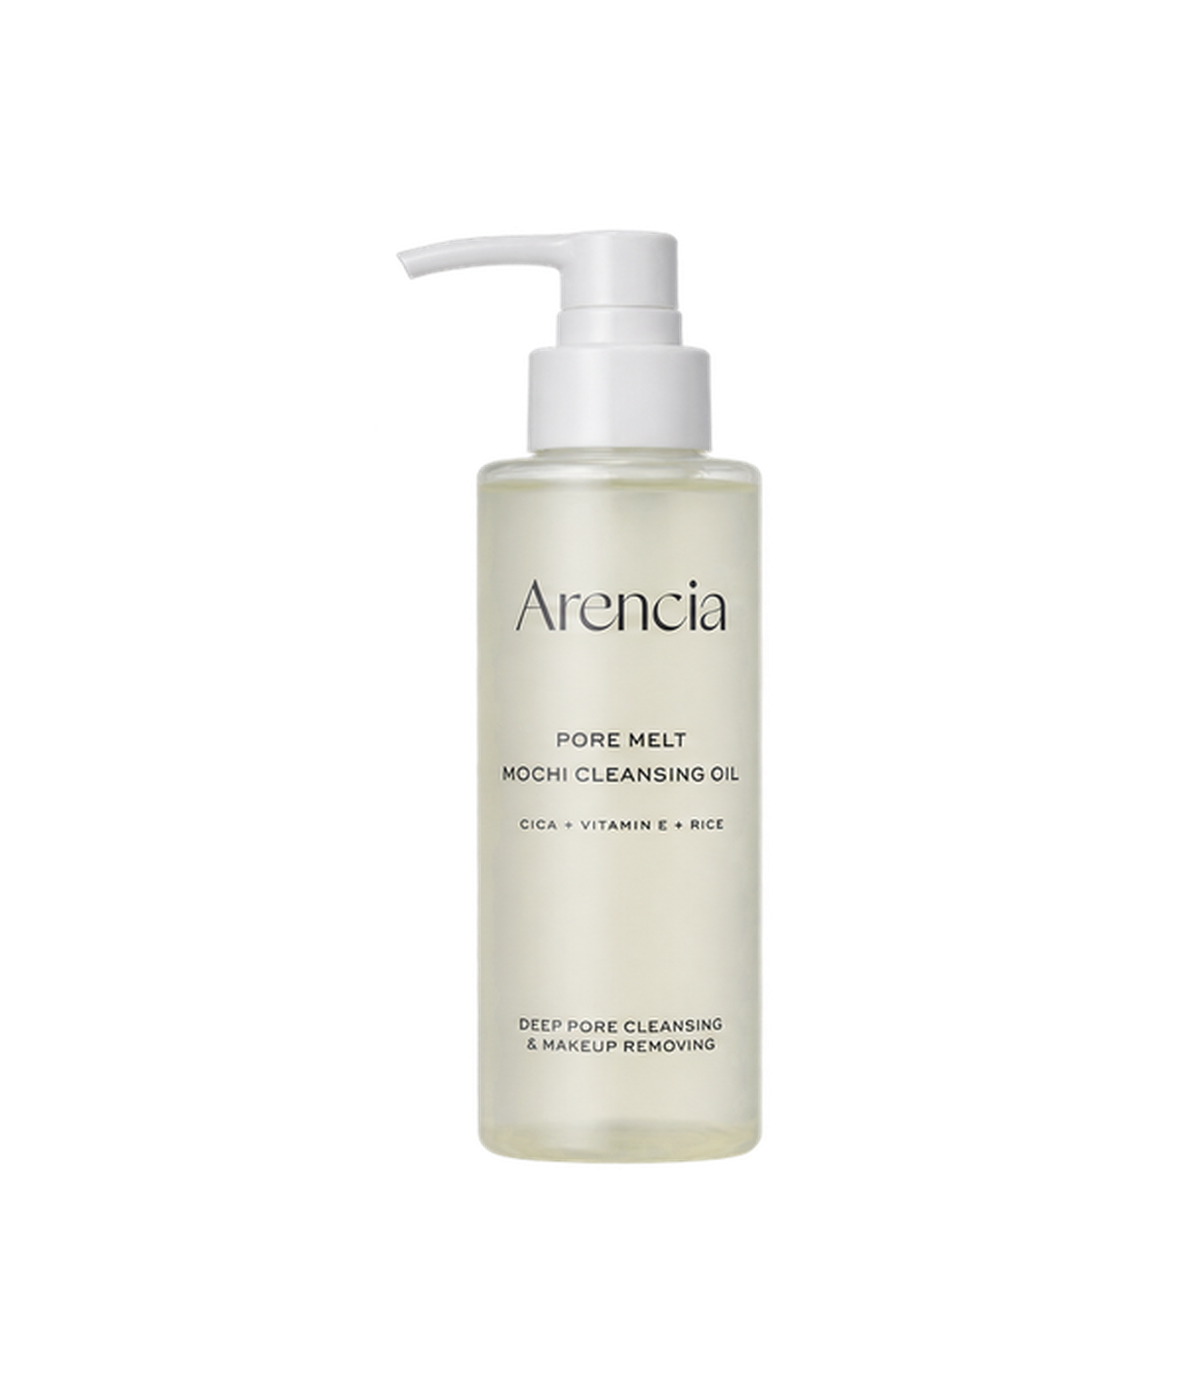 Arencia
PORE MELT
MOCHI CLEANSING OIL
CICA + VITAMIN E + RICE
DEEP PORE CLEANSING
& MAKEUP REMOVING